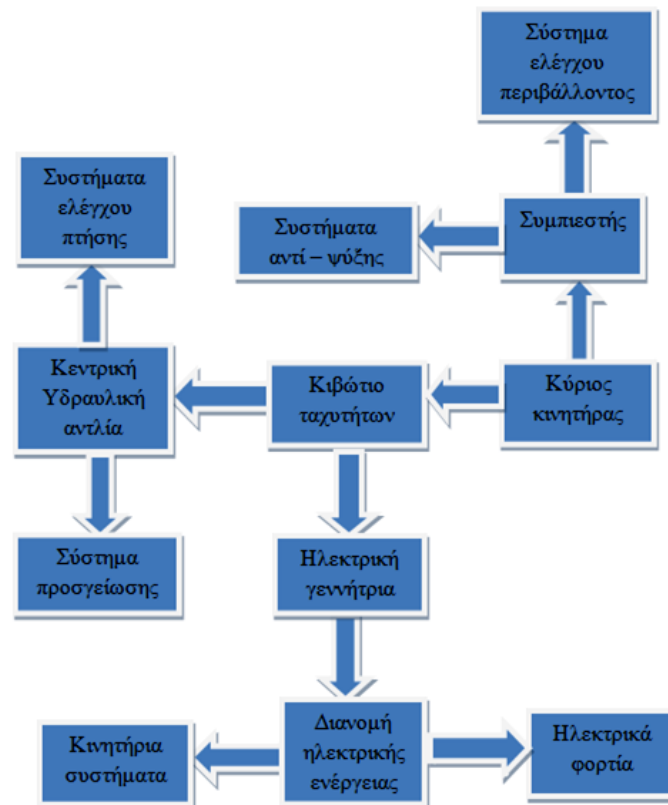 Σύστημα
ελέγχου
περιβάλλοντος
Συστήματα
ελέγχου
πτήσης
Συστήματα
αντί – ψύξης
Συμπιεστής
Κεντρική
Υδραυλική
αντλία
Κιβώτιο
ταχυτήτων
Κύριος
κινητήρας
Σύστημα
προσγείωσης
Ηλεκτρική
γεννήτρια
Κινητήρια
συστήματα
Διανομή
ηλεκτρικής
ενέργειας
Ηλεκτρικά
φορτία